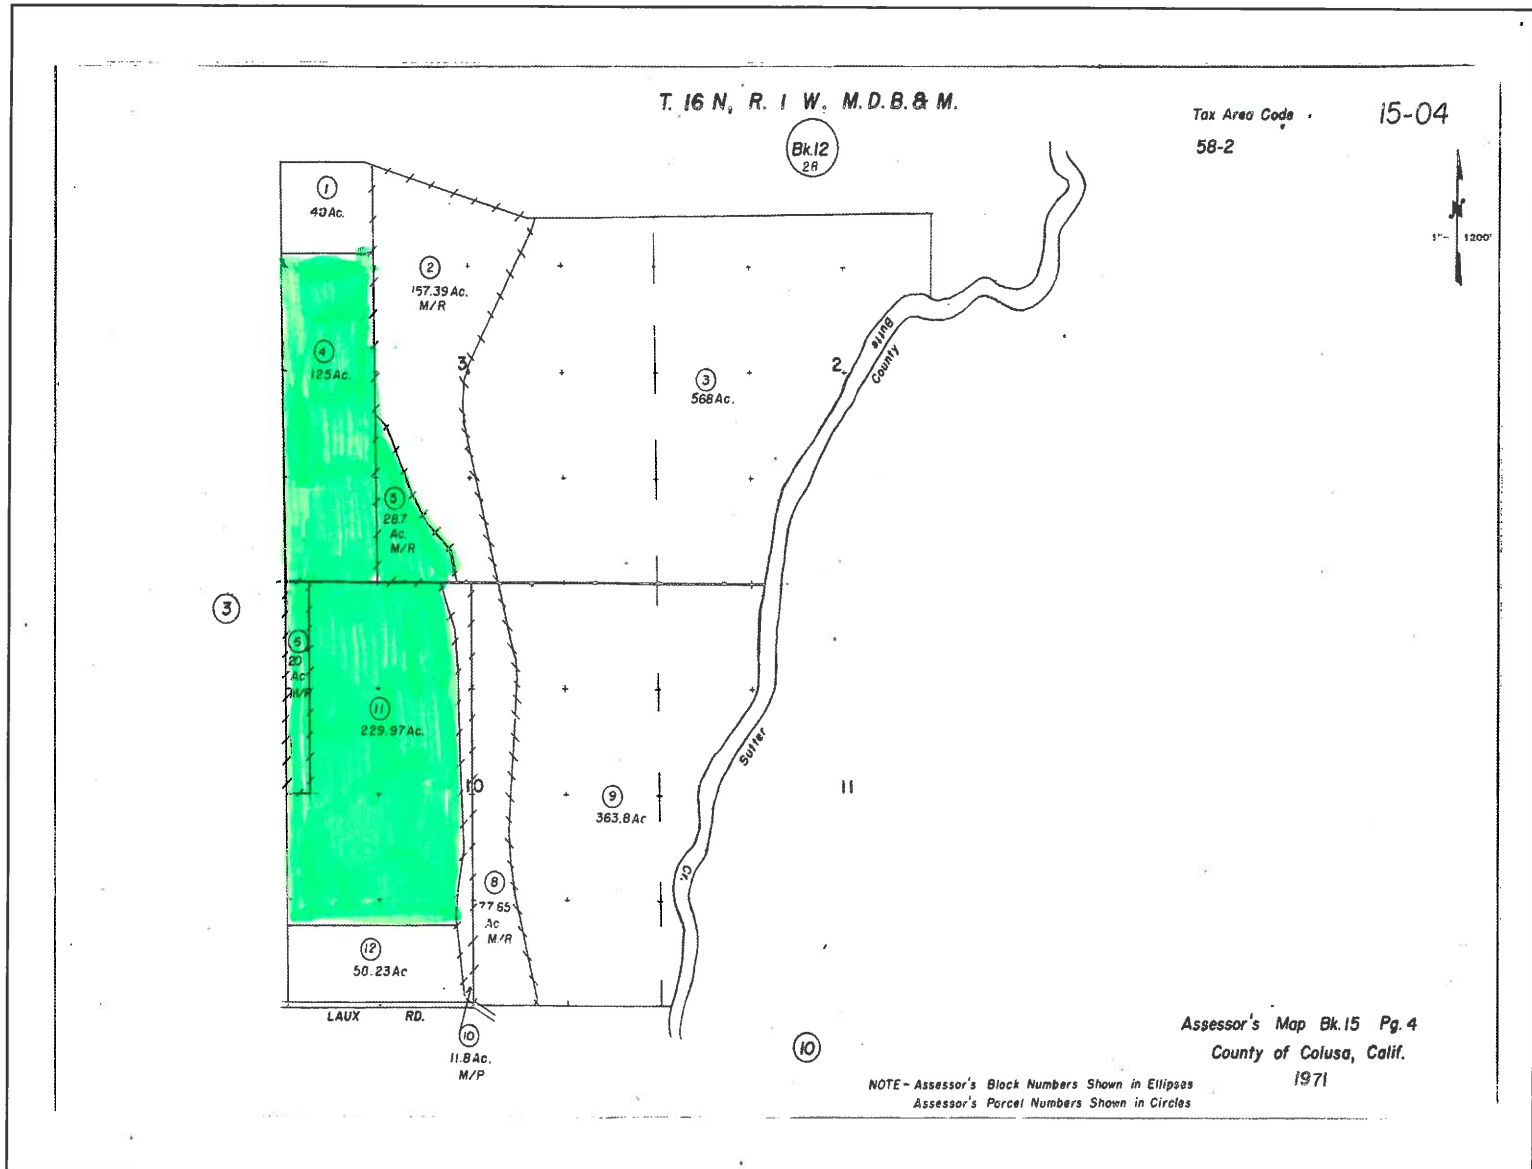 T. 16 N, R. 1 W. M.D.B.& M.
Bk.12
28
Tax Area Code
58-2
15-04
N
1"- 1200'
1
40 Ac.
2
157.39 Ac.
M/R
3
2
Butte
County
4
125 Ac.
3
568 Ac.
5
28.7
Ac.
M/R
3
6
20
Ac
M/R
11
229.97 Ac.
10
Sutter
11
9
363.8 Ac
Cr.
8
77.65
Ac
M/R
12
50.23 Ac
LAUX RD.
10
11.8 Ac.
M/P
10
Assessor's Map Bk. 15 Pg. 4
County of Colusa, Calif.
1971
NOTE - Assessor's Block Numbers Shown in Ellipses
Assessor's Parcel Numbers Shown in Circles